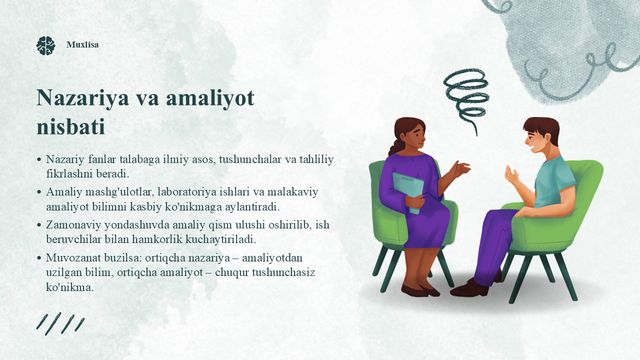 Muxlisa
Nazariya va amaliyot
nisbati
• Nazariy fanlar talabaga ilmiy asos, tushunchalar va tahliliy
fikrlashni beradi.
• Amaliy mashg'ulotlar, laboratoriya ishlari va malakaviy
amaliyot bilimni kasbiy ko'nikmaga aylantiradi.
• Zamonaviy yondashuvda amaliy qism ulushi oshirilib, ish
beruvchilar bilan hamkorlik kuchaytiriladi.
• Muvozanat buzilsa: ortiqcha nazariya – amaliyotdan
uzilgan bilim, ortiqcha amaliyot – chuqur tushunchasiz
ko'nikma.